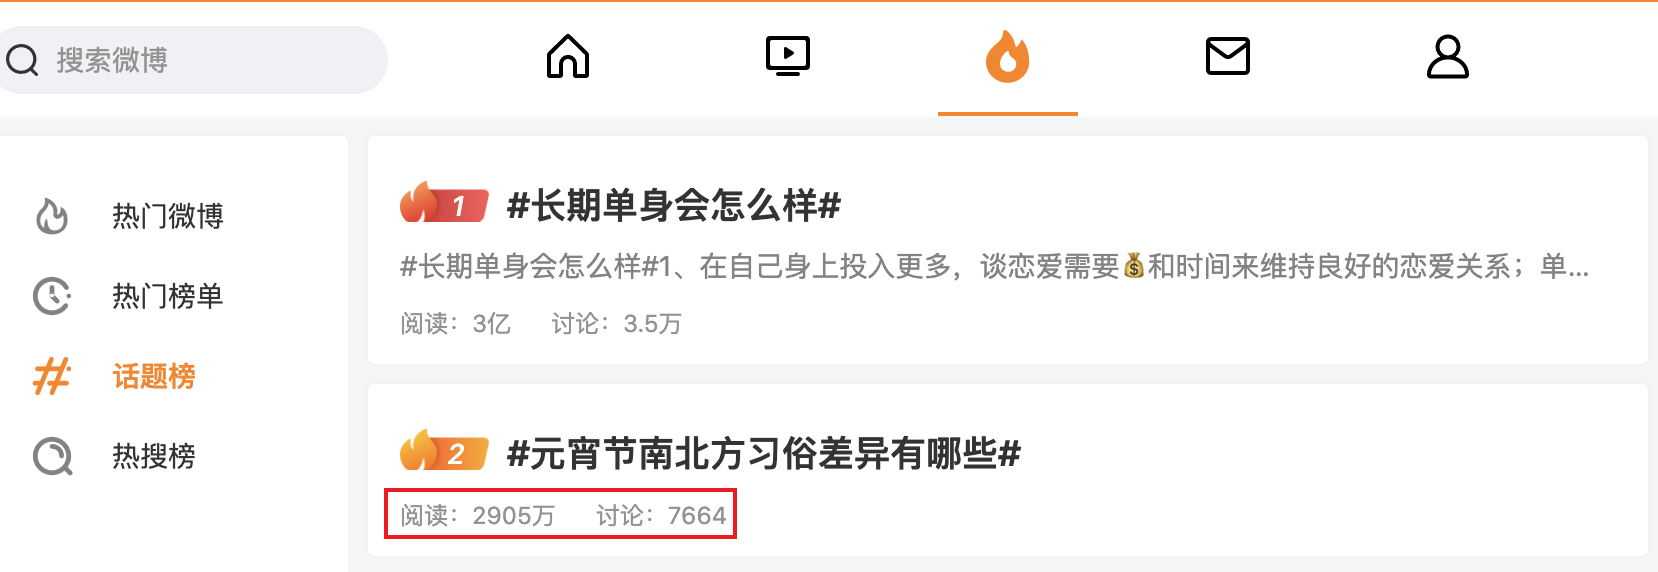 搜索微博
热门微博
热门榜单
话题榜
热搜榜
1 #长期单身会怎么样#
#长期单身会怎么样#1、在自己身上投入更多，谈恋爱需要💰和时间来维持良好的恋爱关系；单...
阅读：3亿 讨论：3.5万
2 #元宵节南北方习俗差异有哪些#
阅读：2905万 讨论：7664